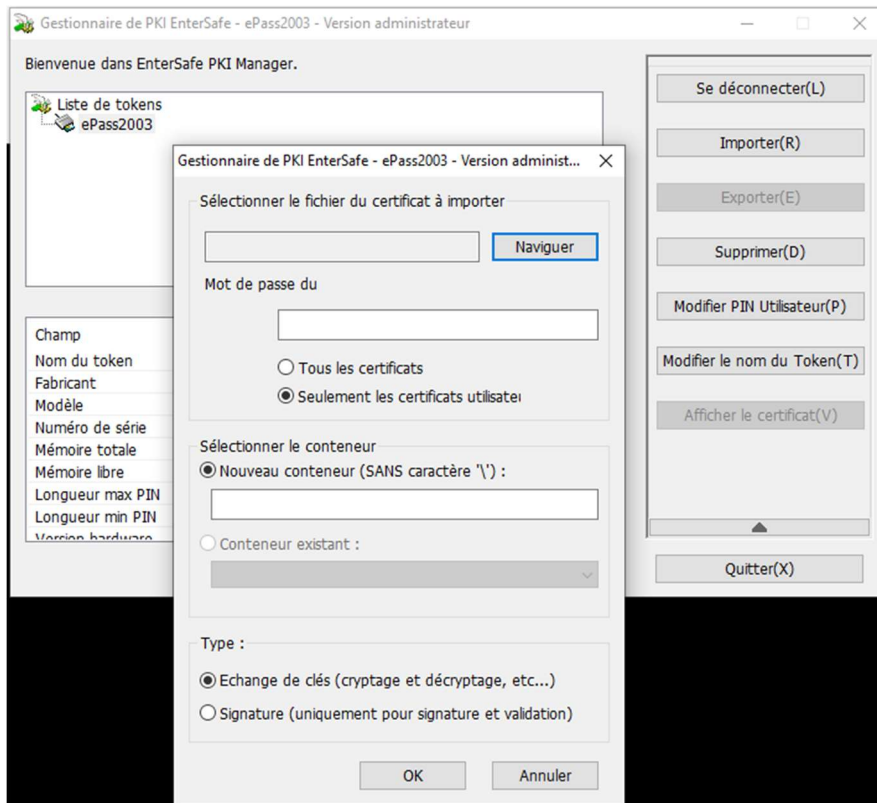 Gestionnaire de PKI EnterSafe - ePass2003 - Version administrateur
Bienvenue dans EnterSafe PKI Manager.
Liste de tokens
ePass2003
Champ
Nom du token
Fabricant
Modèle
Numéro de série
Mémoire totale
Mémoire libre
Longueur max PIN
Longueur min PIN
Version hardware
Gestionnaire de PKI EnterSafe - ePass2003 - Version administ...
Sélectionner le fichier du certificat à importer
Naviguer
Mot de passe du
Tous les certificats
Seulement les certificats utilisateu
Sélectionner le conteneur
Nouveau conteneur (SANS caractère '\') :
Conteneur existant :
Type :
Echange de clés (cryptage et décryptage, etc...)
Signature (uniquement pour signature et validation)
OK
Annuler
Se déconnecter(L)
Importer(R)
Exporter(E)
Supprimer(D)
Modifier PIN Utilisateur(P)
Modifier le nom du Token(T)
Afficher le certificat(V)
Quitter(X)